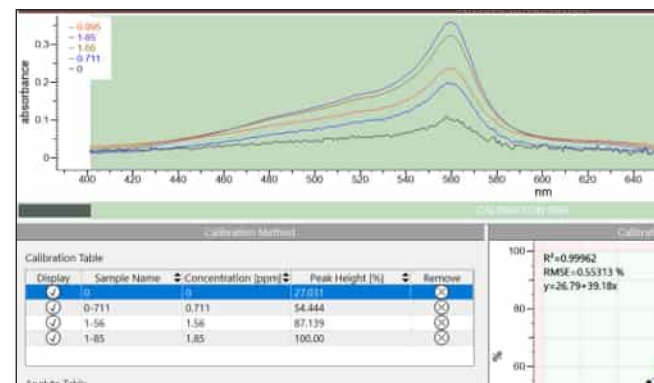 - 0.095
- 1-85
- 1-56
- 0.711
- 0
absorbance
0.3
0.2
0.1
0
400 420 440 460 480 500 520 540 560 580 600 620 640
nm
CALIBRATION RUN
Calibration Method
Calibration Table
Display Sample Name Concentration [ppm] Peak Height [%] Remove
0 0 27.031
0-711 0.711 54.444
1-56 1.56 87.139
1-85 1.85 100.00
Analyte Table
100
80
60
%
R²=0.99962
RMSE=0.55313 %
y=26.79+39.18x